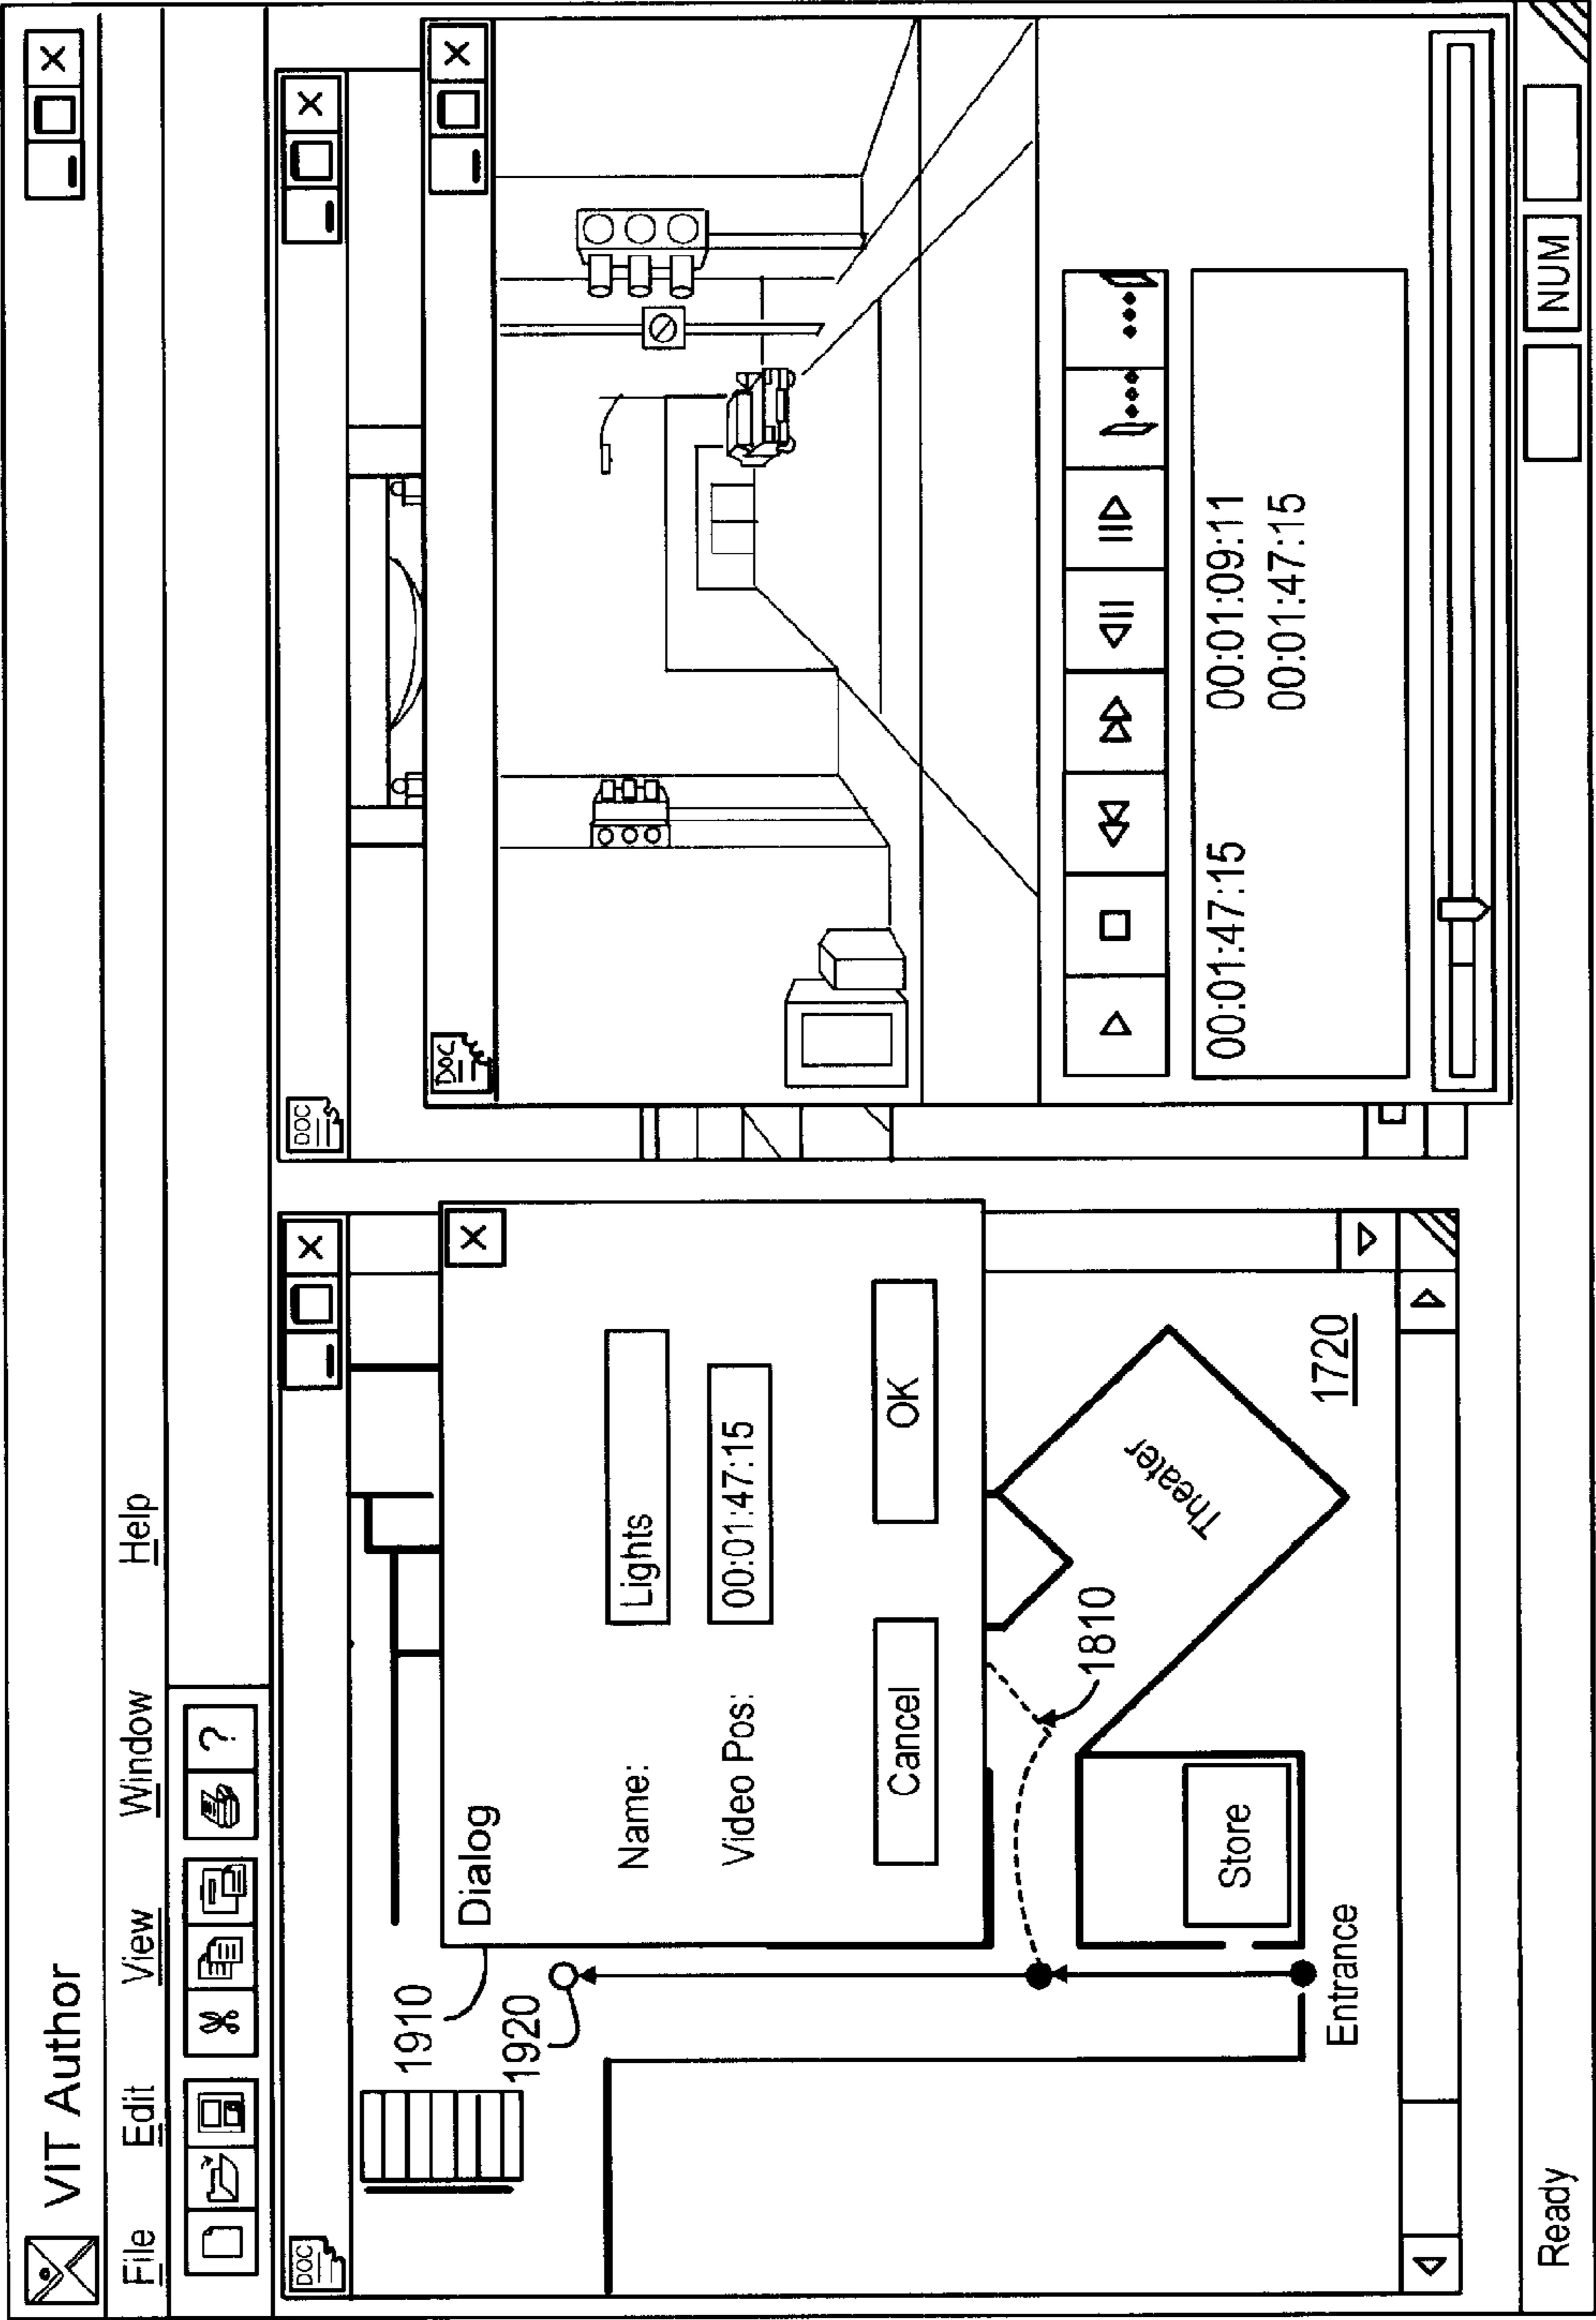 VIT Author
File Edit View Window Help
?
DOC
DOC
DOC
1910
1920
Dialog
Name: Lights
Video Pos: 00:01:47:15
Cancel OK
1810
Theater
Store
Entrance
1720
00:01:47:15 00:01:09:11
00:01:47:15
Ready NUM